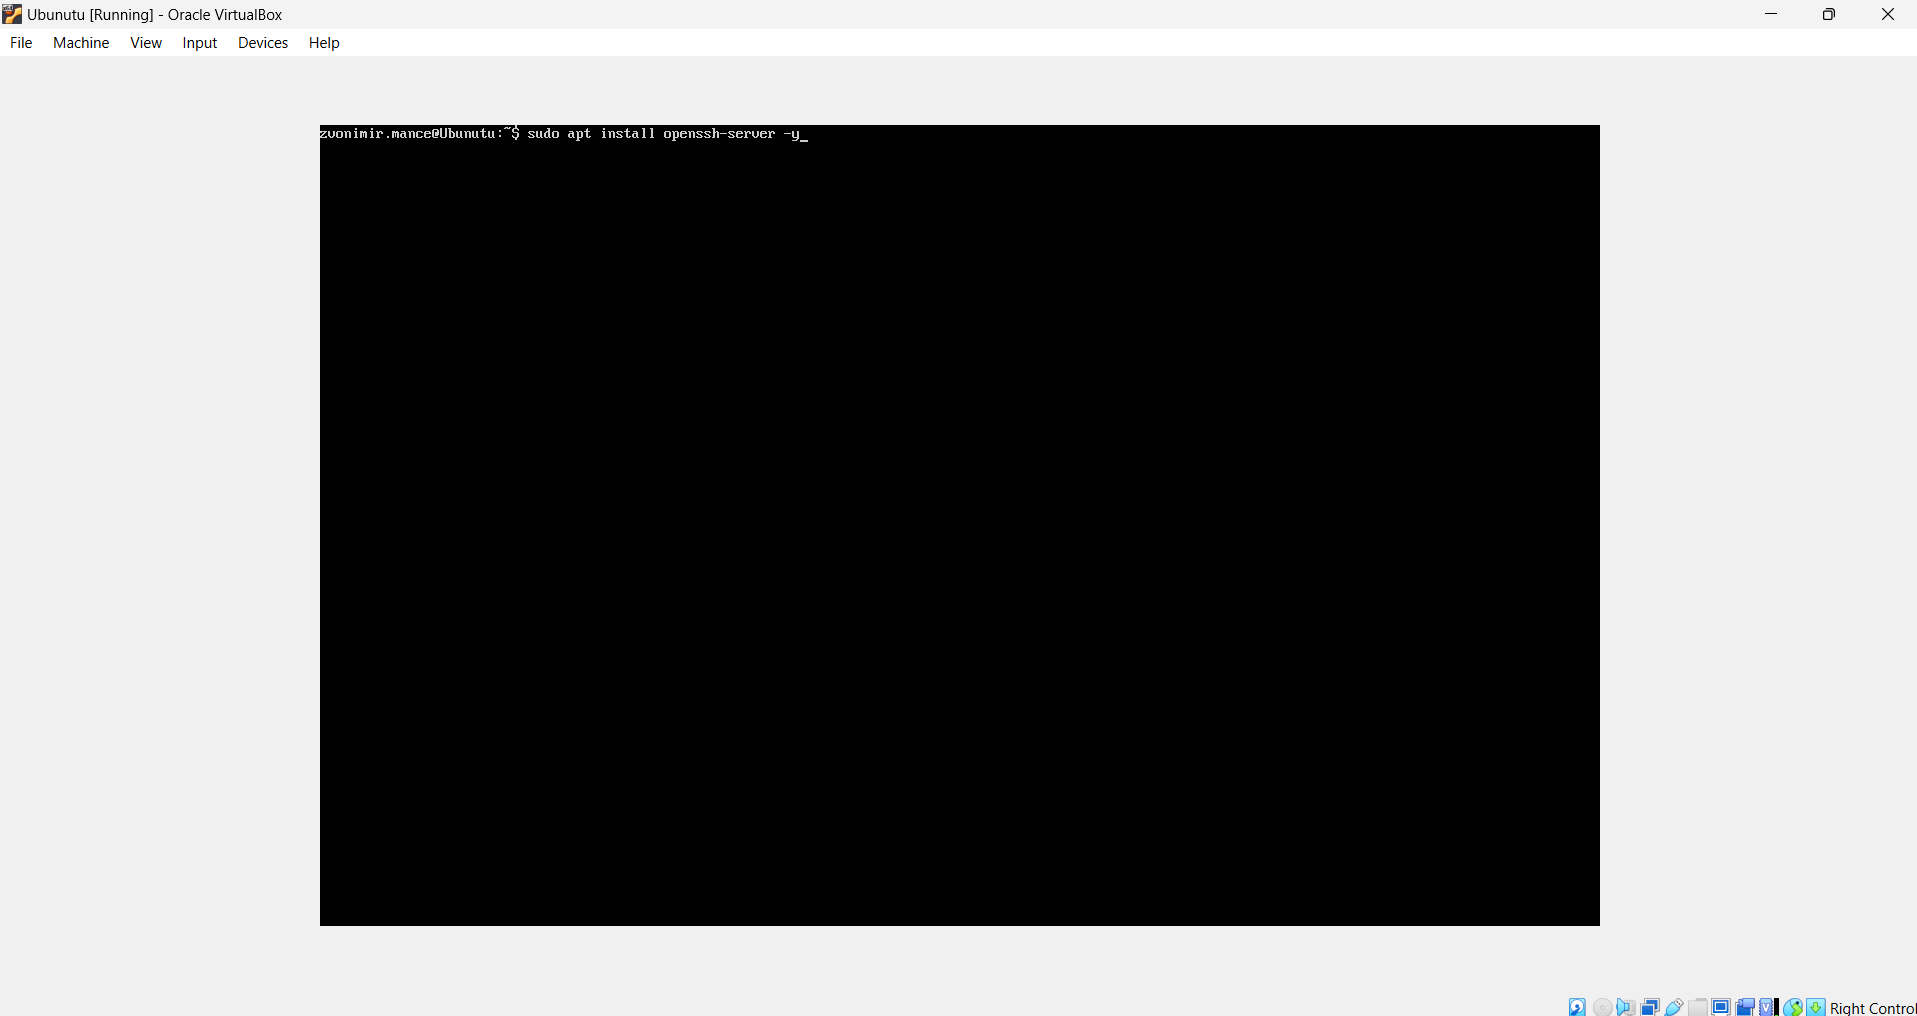 Ubunutu [Running] - Oracle VirtualBox
File Machine View Input Devices Help
zvonimir.mance@Ubunutu:~$ sudo apt install openssh-server -y_
Right Control